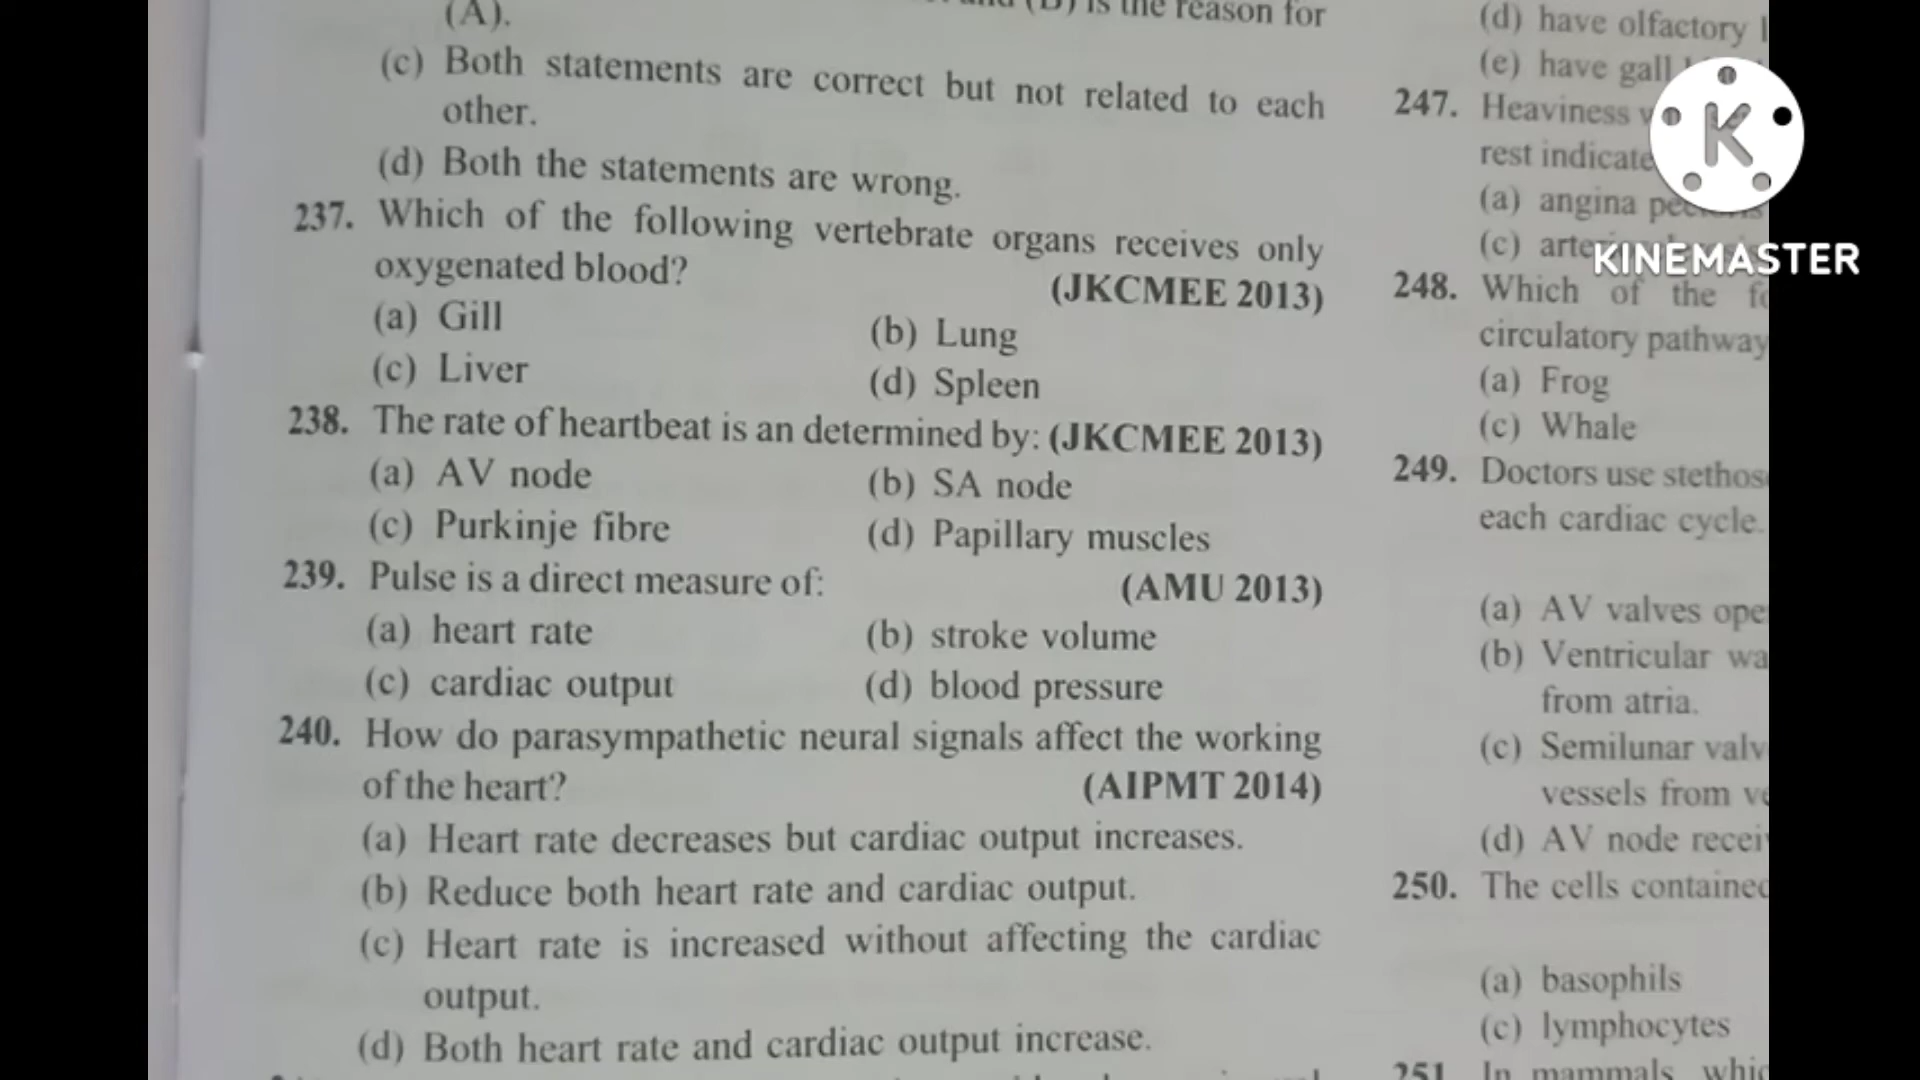 (A).
is the reason for
(c) Both statements are correct but not related to each
other.
(d) Both the statements are wrong.
237. Which of the following vertebrate organs receives only
oxygenated blood?
(JKCMEE 2013)
(a) Gill
(b) Lung
(c) Liver
(d) Spleen
238. The rate of heartbeat is an determined by: (JKCMEE 2013)
(a) AV node
(b) SA node
(c) Purkinje fibre
(d) Papillary muscles
239. Pulse is a direct measure of: (AMU 2013)
(a) heart rate
(b) stroke volume
(c) cardiac output
(d) blood pressure
240. How do parasympathetic neural signals affect the working
of the heart? (AIPMT 2014)
(a) Heart rate decreases but cardiac output increases.
(b) Reduce both heart rate and cardiac output.
(c) Heart rate is increased without affecting the cardiac
output.
(d) Both heart rate and cardiac output increase.
(d) have olfactory
(e) have gall
247. Heaviness
rest indicate
(a) angina
(c)
248. Which of the
circulatory pathway
(a) Frog
(c) Whale
249. Doctors use
each cardiac cycle.
(a) AV valves
(b) Ventricular
from atria.
(c) Semilunar
vessels from
(d) AV node
250. The cells
(a) basophils
(c) lymphocytes
251. In mammals
K
KINEMASTER